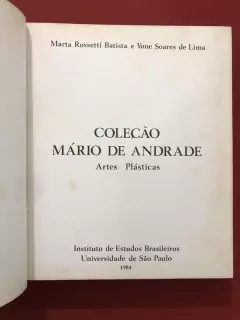 Marta Rossetti Batista e Yone Soares de Lima
COLEÇÃO
MÁRIO DE ANDRADE
Artes Plásticas
Instituto de Estudos Brasileiros
Universidade de São Paulo
1984